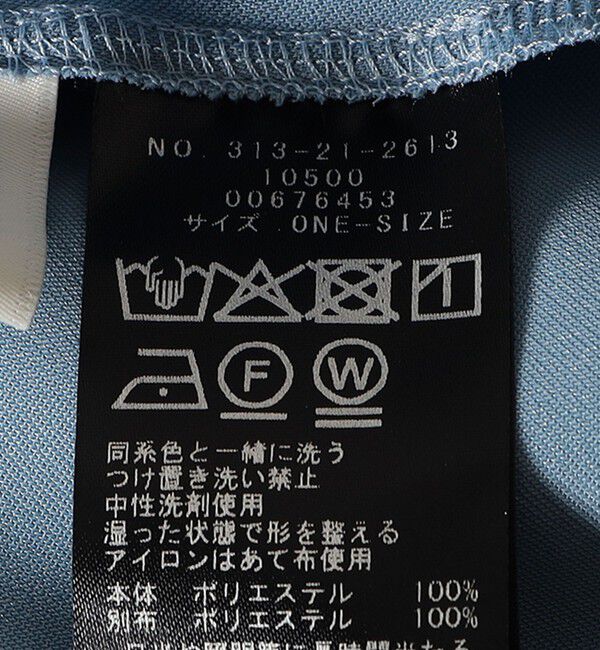 NO. 313-21-2613
10500
00676453
サイズ. ONE-SIZE
F
W
同系色と一緒に洗う
つけ置き洗い禁止
中性洗剤使用
湿った状態で形を整える
アイロンはあて布使用
本体 ポリエステル 100%
別布 ポリエステル 100%